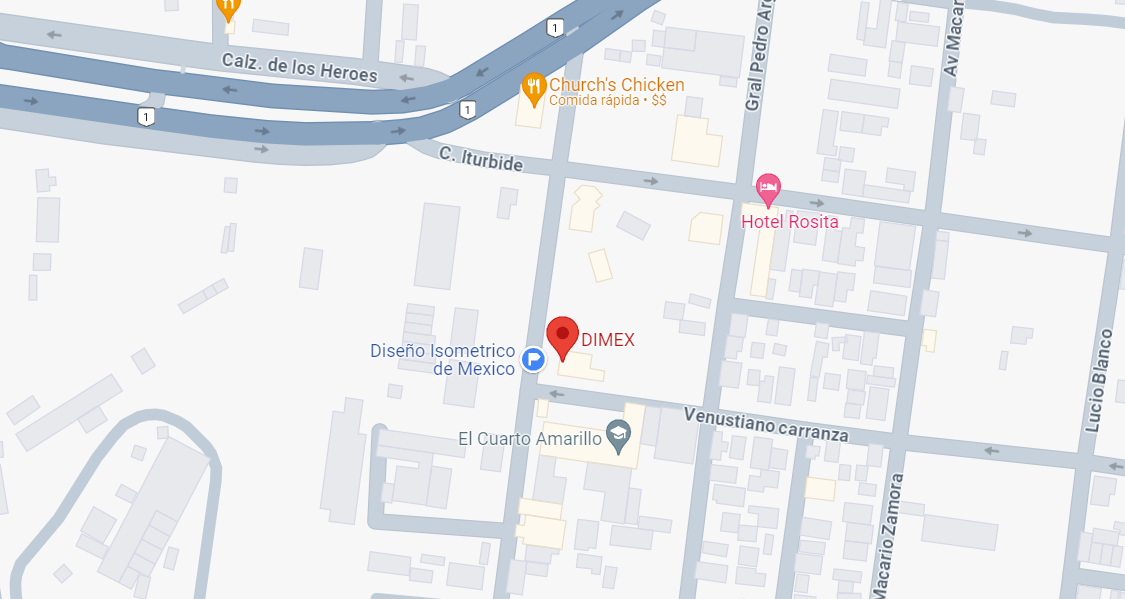 1
Calz. de los Heroes
Gral Pedro
Av Macar
Church's Chicken
Comida rápida • $$
1
1
C. Iturbide
Hotel Rosita
DIMEX
Diseño Isometrico
de Mexico
Lucio Blanco
Venustiano carranza
El Cuarto Amarillo
Macario Zamora